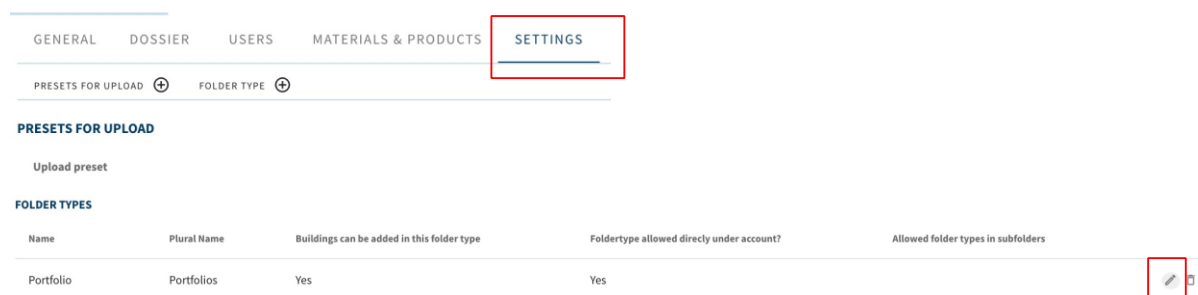 GENERAL DOSSIER USERS MATERIALS & PRODUCTS SETTINGS
PRESETS FOR UPLOAD FOLDER TYPE
PRESETS FOR UPLOAD
Upload preset
FOLDER TYPES
Name Plural Name Buildings can be added in this folder type Foldertype allowed direcly under account? Allowed folder types in subfolders
Portfolio Portfolios Yes Yes